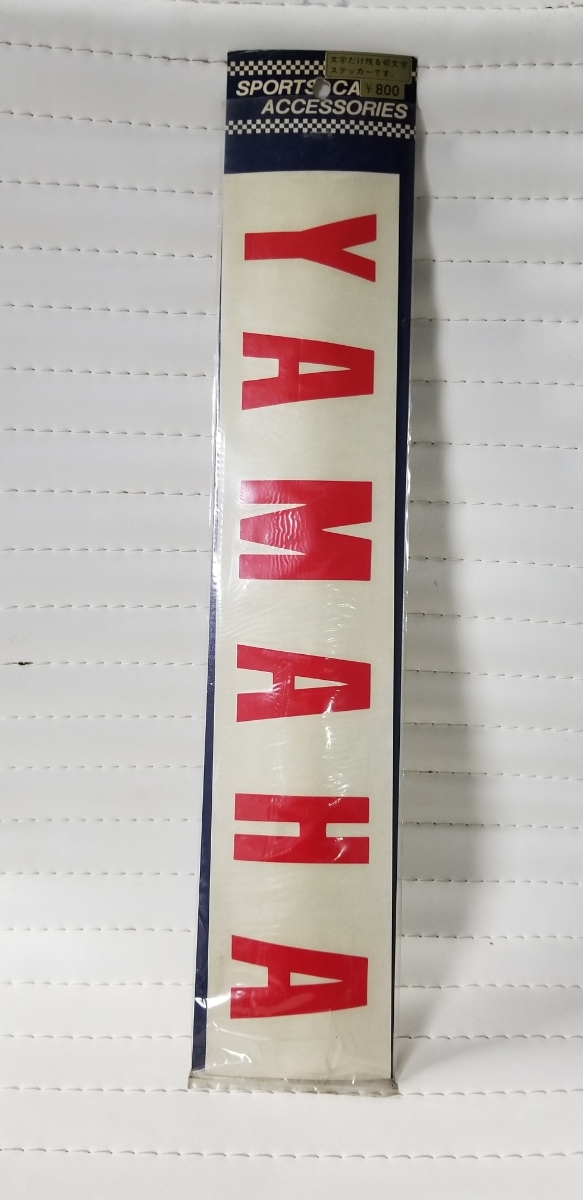 文字だけ残る切文字
ステッカーです。
¥800
SPORTS CA
ACCESSORIES
YAMAHA